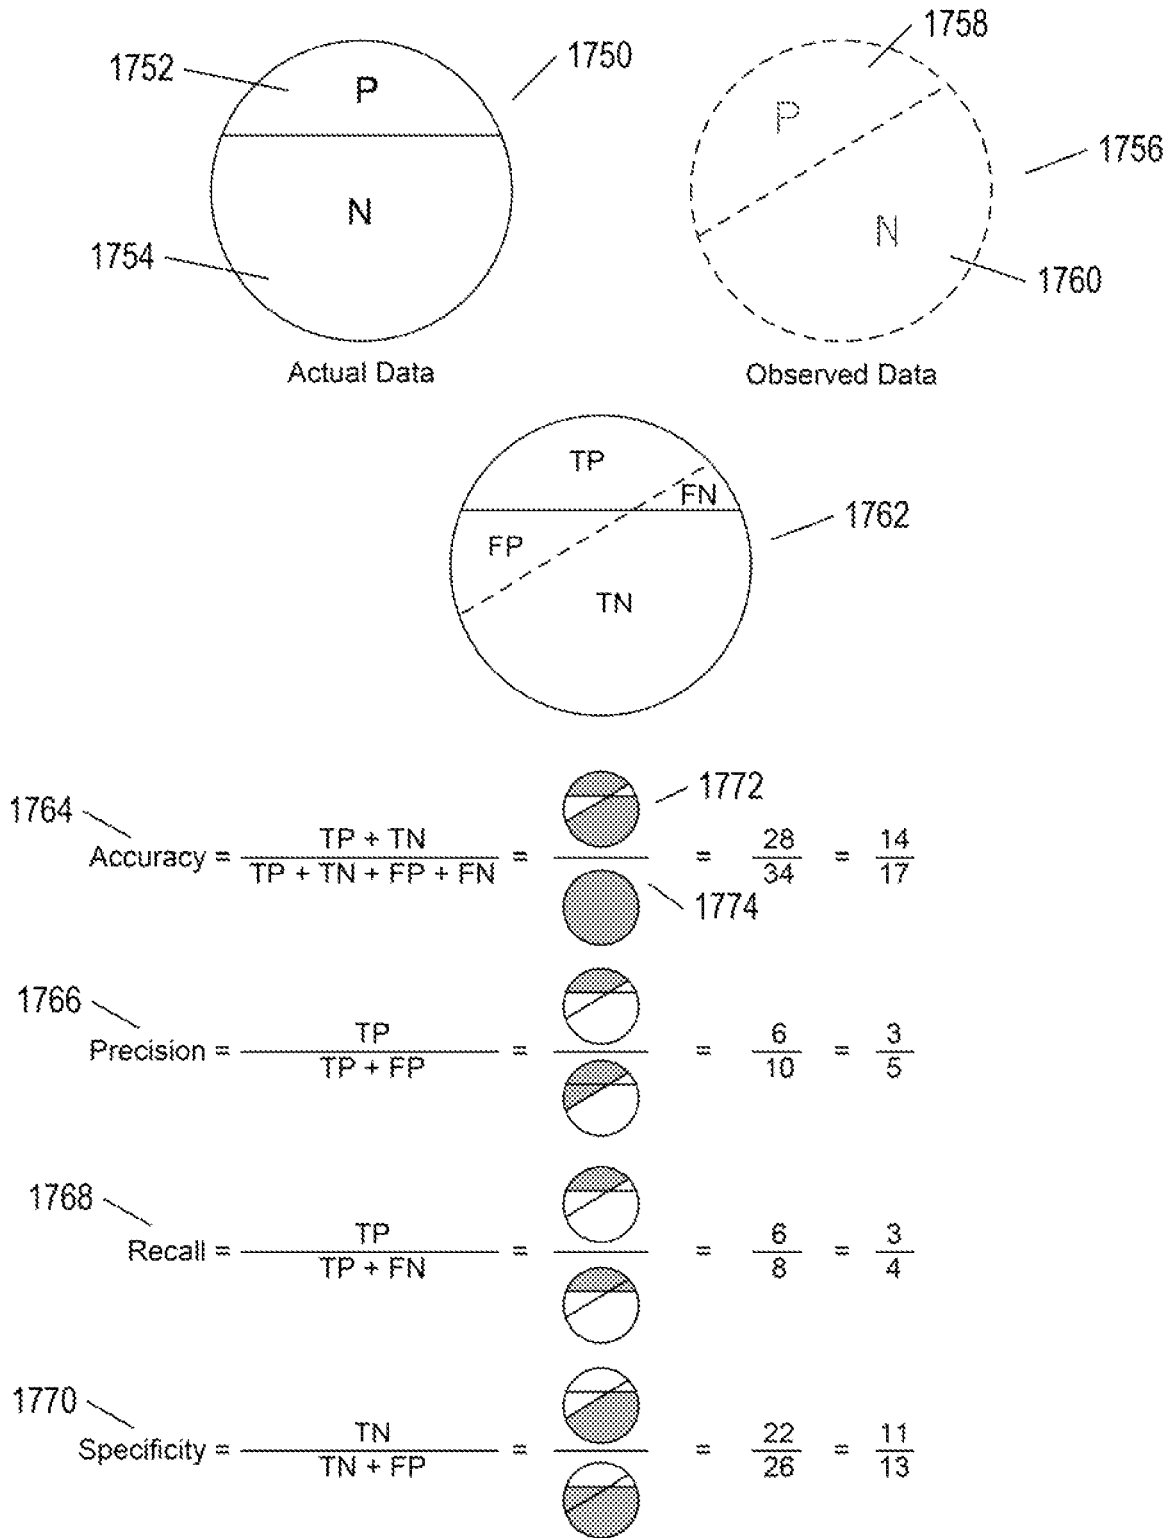 1752 P 1750
N
1754
Actual Data
1758
P
1756
N
1760
Observed Data
TP
FN
1762
FP
TN
1764
Accuracy = TP + TN / TP + TN + FP + FN = 1772 / 1774 = 28 / 34 = 14 / 17
1766
Precision = TP / TP + FP = = 6 / 10 = 3 / 5
1768
Recall = TP / TP + FN = = 6 / 8 = 3 / 4
1770
Specificity = TN / TN + FP = = 22 / 26 = 11 / 13